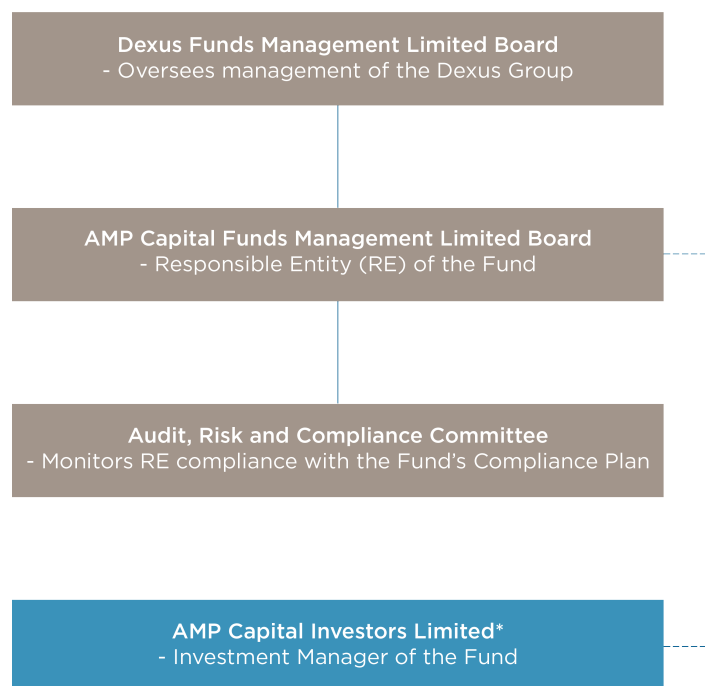 Dexus Funds Management Limited Board
- Oversees management of the Dexus Group
AMP Capital Funds Management Limited Board
- Responsible Entity (RE) of the Fund
Audit, Risk and Compliance Committee
- Monitors RE compliance with the Fund’s Compliance Plan
AMP Capital Investors Limited*
- Investment Manager of the Fund